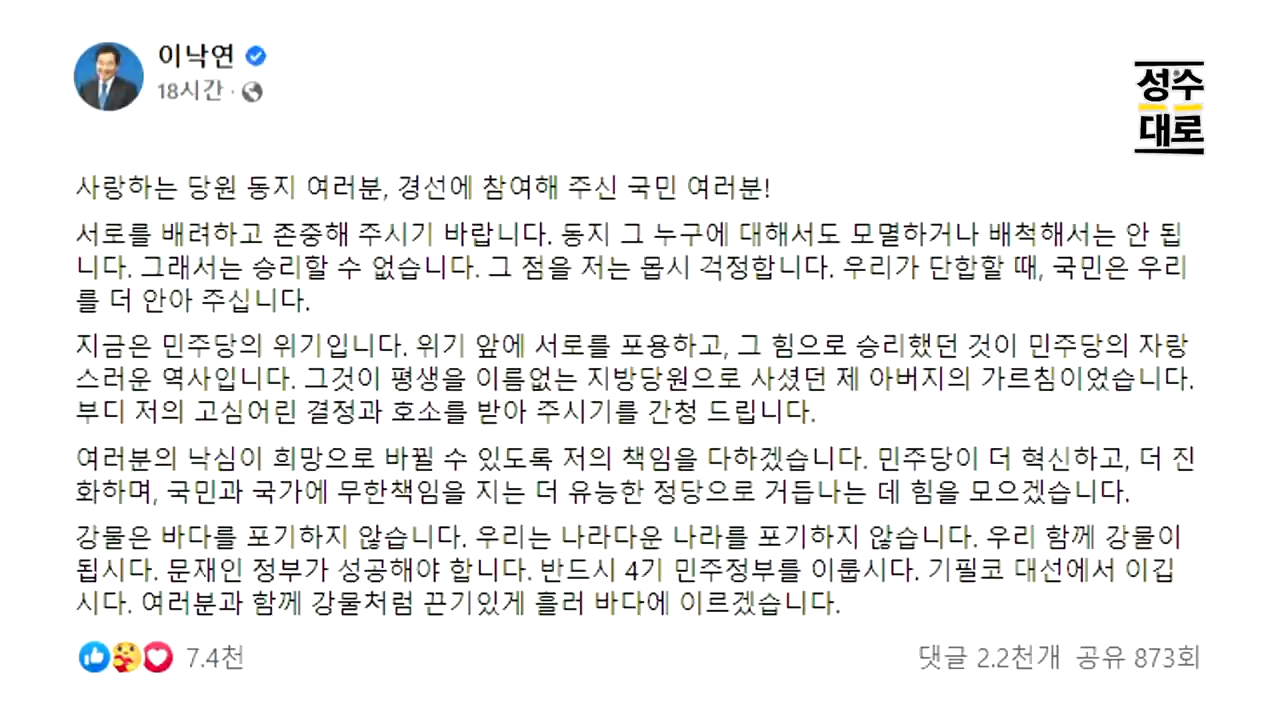 이낙연
18시간 ·
성수
대로
사랑하는 당원 동지 여러분, 경선에 참여해 주신 국민 여러분!
서로를 배려하고 존중해 주시기 바랍니다. 동지 그 누구에 대해서도 모멸하거나 배척해서는 안 됩
니다. 그래서는 승리할 수 없습니다. 그 점을 저는 몹시 걱정합니다. 우리가 단합할 때, 국민은 우리
를 더 안아 주십니다.
지금은 민주당의 위기입니다. 위기 앞에 서로를 포용하고, 그 힘으로 승리했던 것이 민주당의 자랑
스러운 역사입니다. 그것이 평생을 이름없는 지방당원으로 사셨던 제 아버지의 가르침이었습니다.
부디 저의 고심어린 결정과 호소를 받아 주시기를 간청 드립니다.
여러분의 낙심이 희망으로 바뀔 수 있도록 저의 책임을 다하겠습니다. 민주당이 더 혁신하고, 더 진
화하며, 국민과 국가에 무한책임을 지는 더 유능한 정당으로 거듭나는 데 힘을 모으겠습니다.
강물은 바다를 포기하지 않습니다. 우리는 나라다운 나라를 포기하지 않습니다. 우리 함께 강물이
됩시다. 문재인 정부가 성공해야 합니다. 반드시 4기 민주정부를 이룹시다. 기필코 대선에서 이깁
시다. 여러분과 함께 강물처럼 끈기있게 흘러 바다에 이르겠습니다.
7.4천
댓글 2.2천개 공유 873회